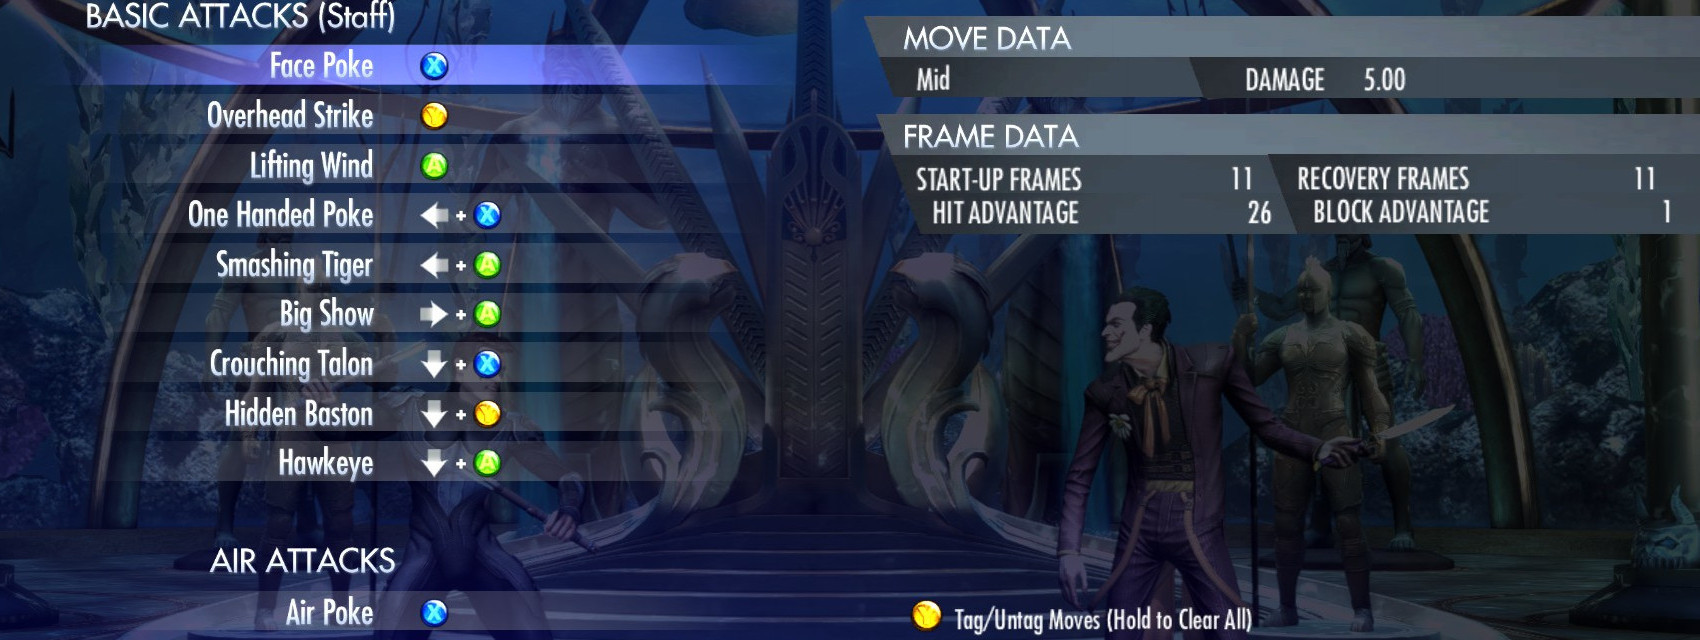 BASIC ATTACKS (Staff)
Face Poke X
Overhead Strike Y
Lifting Wind A
One Handed Poke + X
Smashing Tiger + A
Big Show + A
Crouching Talon + X
Hidden Baston + Y
Hawkeye + A
AIR ATTACKS
Air Poke X
MOVE DATA
Mid DAMAGE 5.00
FRAME DATA
START-UP FRAMES 11 RECOVERY FRAMES 11
HIT ADVANTAGE 26 BLOCK ADVANTAGE 1
Y Tag/Untag Moves (Hold to Clear All)